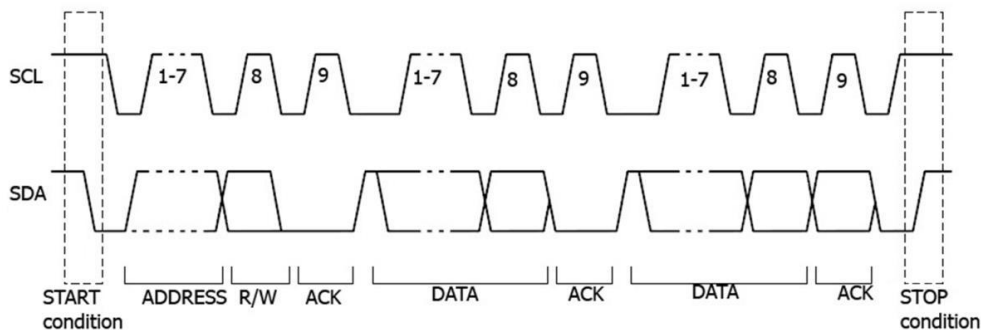 SCL
1-7
8
9
1-7
8
9
1-7
8
9
SDA
START
condition
ADDRESS
R/W
ACK
DATA
ACK
DATA
ACK
STOP
condition